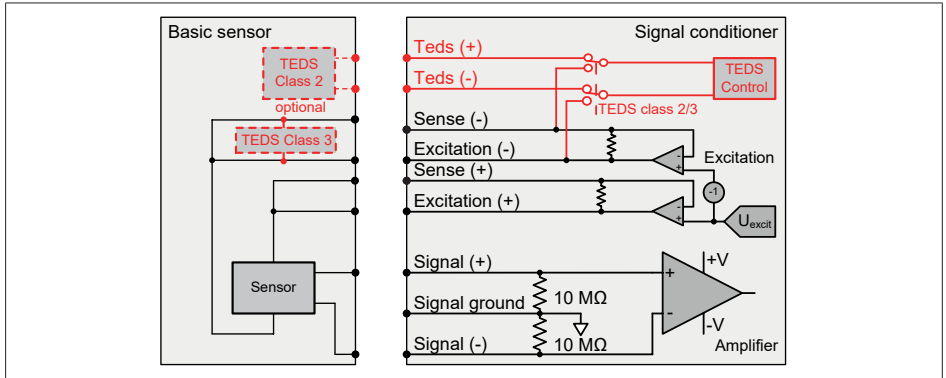 Basic sensor
TEDS
Class 2
optional
TEDS Class 3
Sensor
Signal conditioner
Teds (+)
Teds (-)
TEDS
Control
TEDS class 2/3
Sense (-)
Excitation (-)
Excitation
Sense (+)
Excitation (+)
-
+
-1
-
+
Uexcit
Signal (+)
+
+V
10 MΩ
Signal ground
-
-V
10 MΩ
Signal (-)
Amplifier